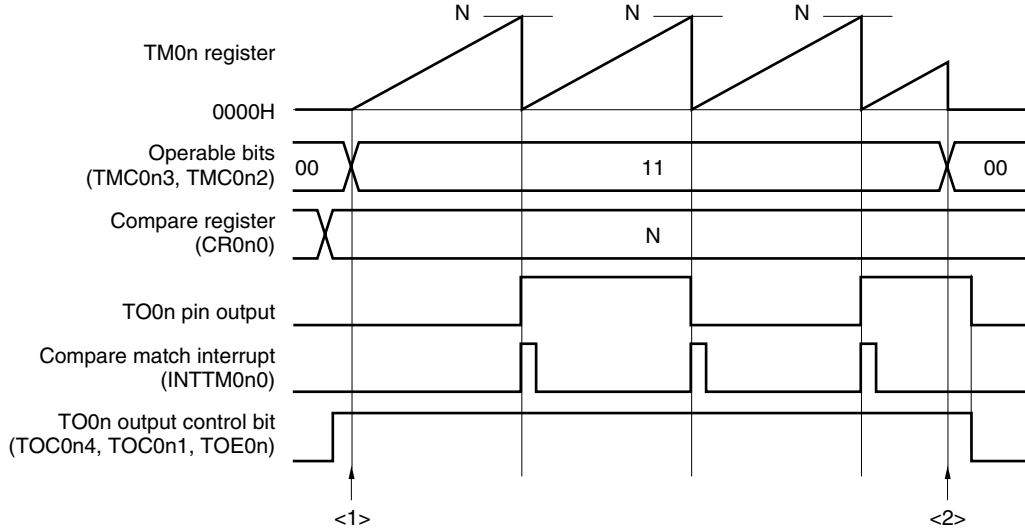 N N N
TM0n register
0000H
Operable bits
(TMC0n3, TMC0n2)
00 11 00
Compare register
(CR0n0)
N
TO0n pin output
Compare match interrupt
(INTTM0n0)
TO0n output control bit
(TOC0n4, TOC0n1, TOE0n)
<1> <2>